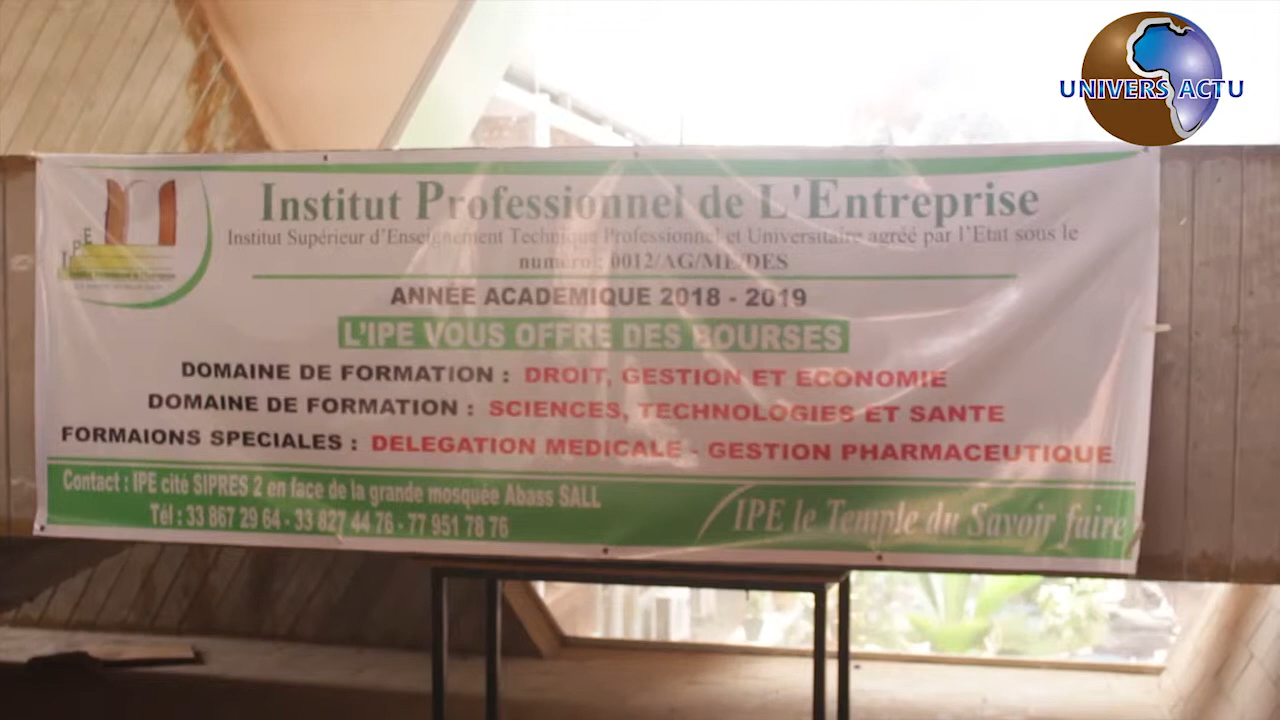 UNIVERS ACTU
Institut Professionnel de L'Entreprise
Institut Supérieur d'Enseignement Technique Professionnel et Universitaire agréé par l'Etat sous le
numéro : 0012/AG/ME/DES
ANNÉE ACADEMIQUE 2018 - 2019
L'IPE VOUS OFFRE DES BOURSES
DOMAINE DE FORMATION : DROIT, GESTION ET ECONOMIE
DOMAINE DE FORMATION : SCIENCES, TECHNOLOGIES ET SANTE
FORMAIONS SPECIALES : DELEGATION MEDICALE - GESTION PHARMACEUTIQUE
Contact : IPE cité SIPRES 2 en face de la grande mosquée Abass SALL
Tél : 33 867 29 64 - 33 827 44 76 - 77 951 78 76
IPE le Temple du Savoir faire
IPE